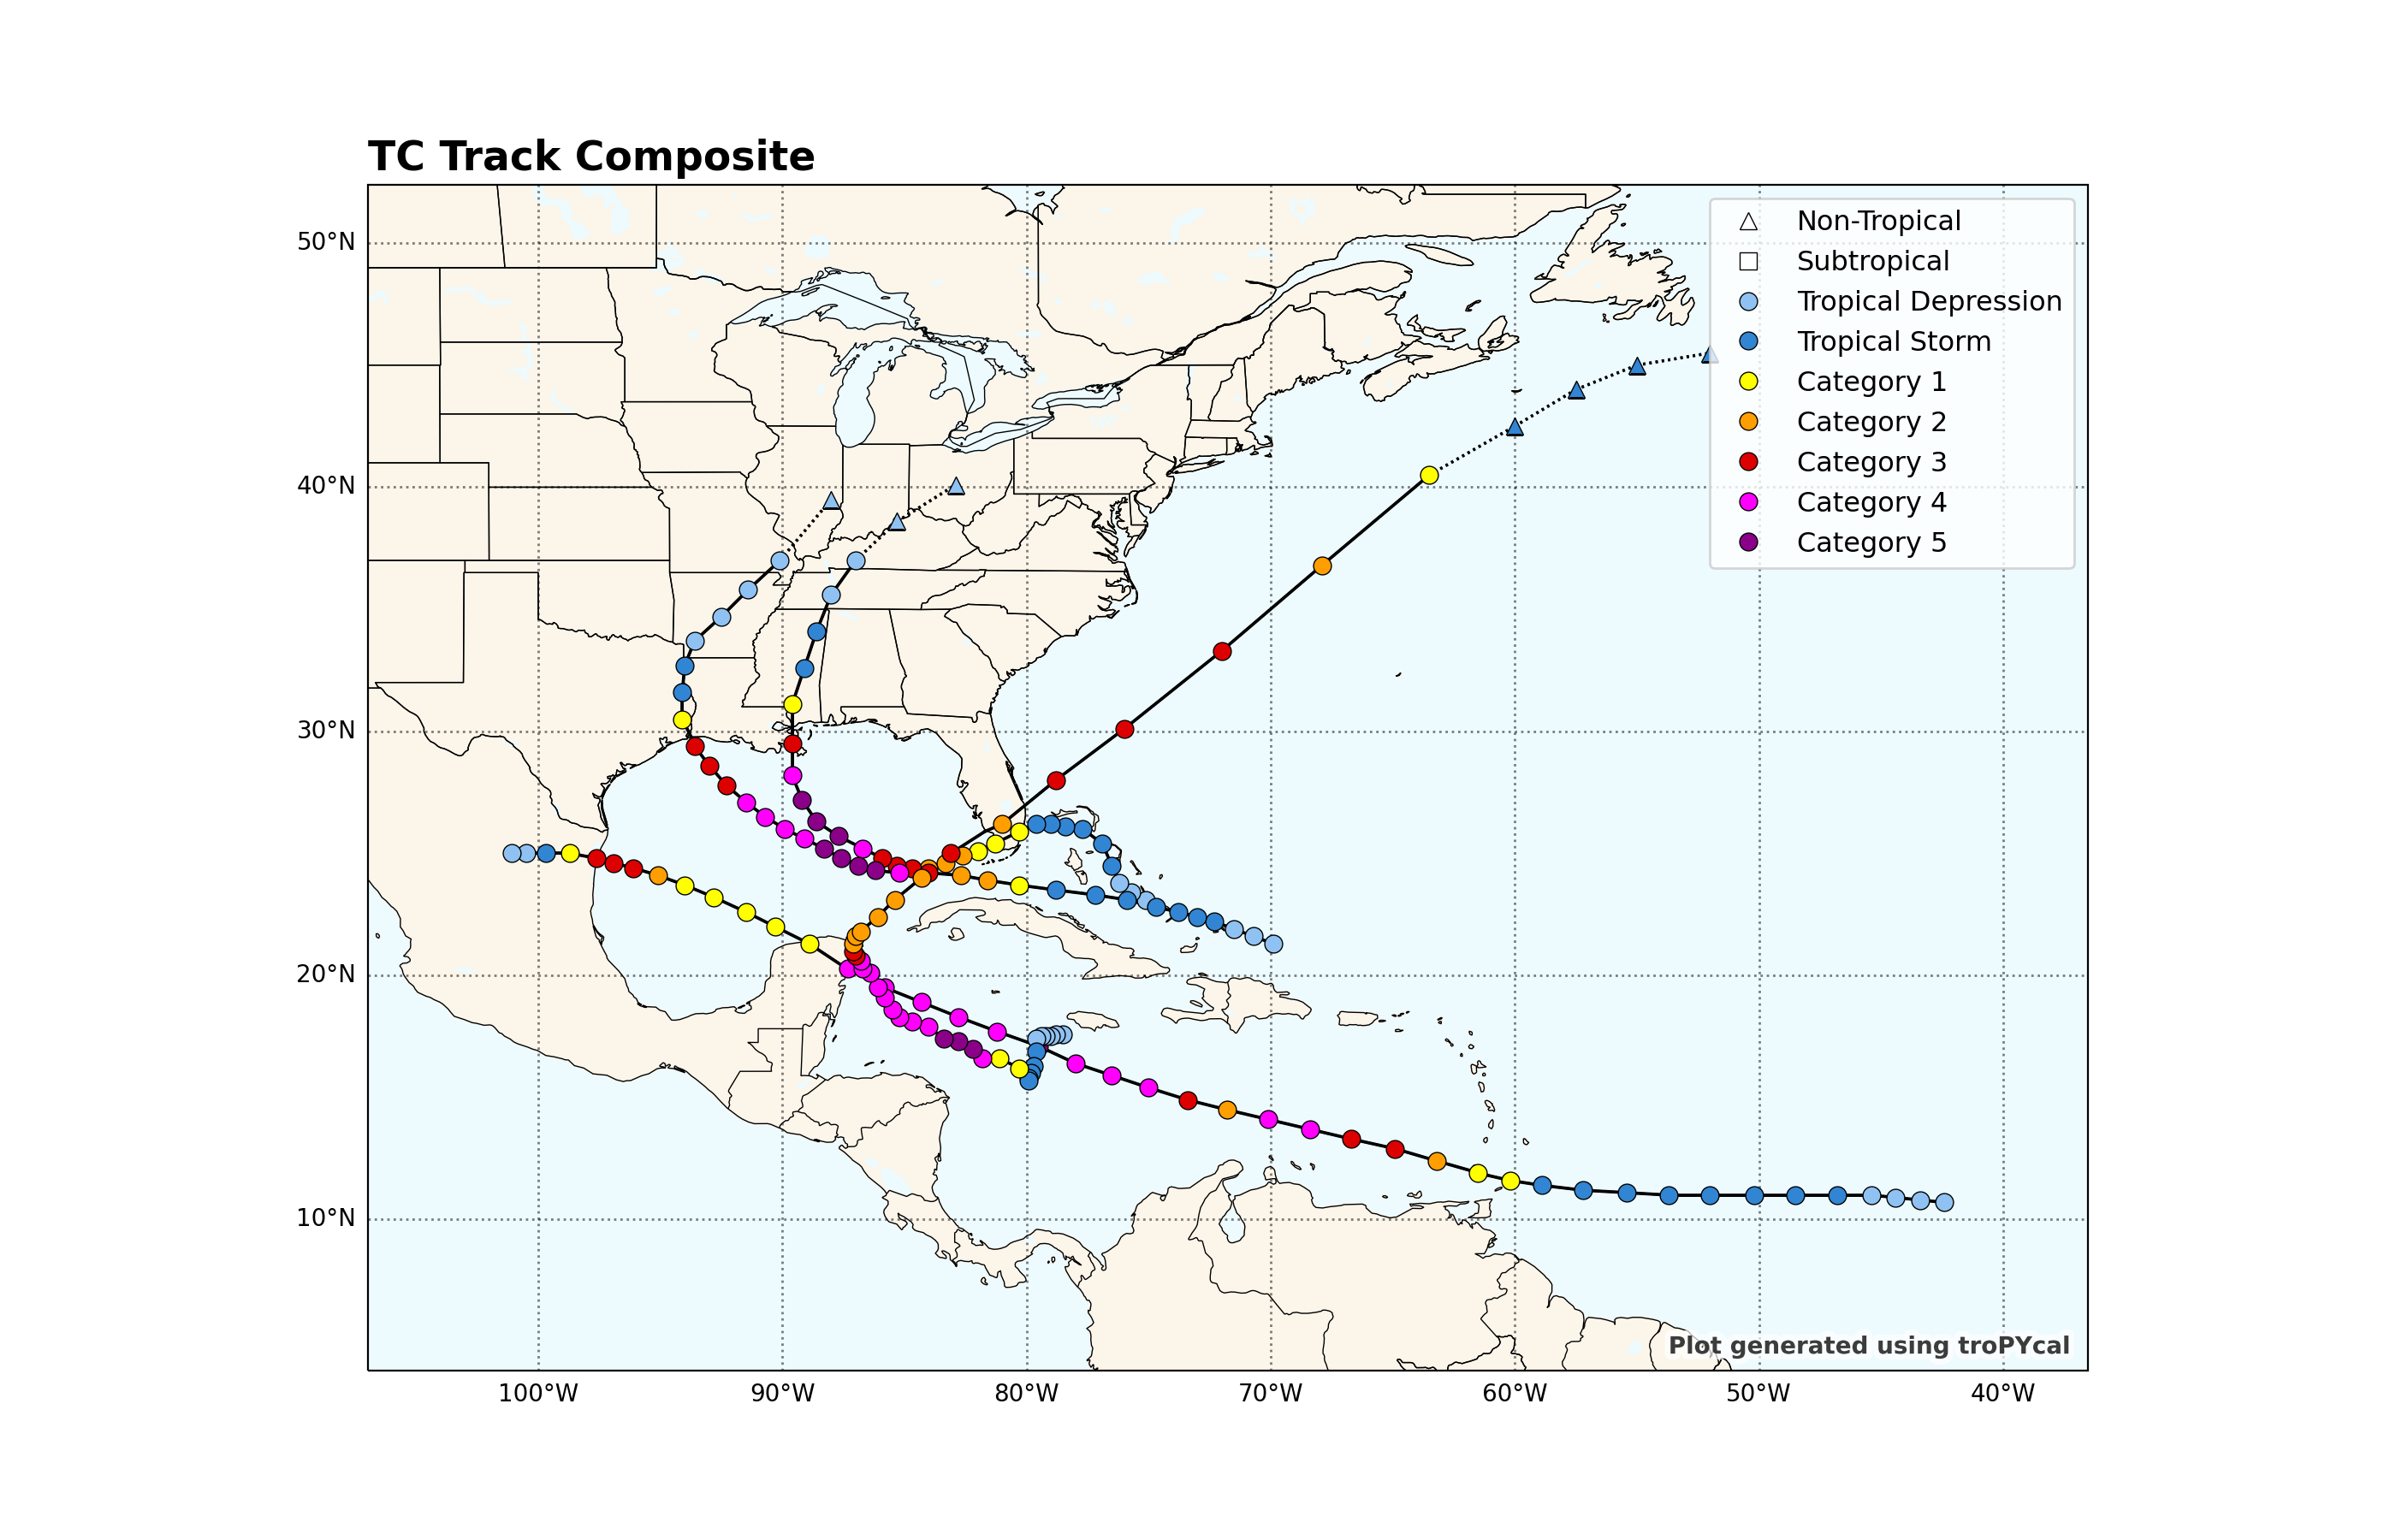 TC Track Composite
50°N
40°N
30°N
20°N
10°N
100°W
90°W
80°W
70°W
60°W
50°W
40°W
Non-Tropical
Subtropical
Tropical Depression
Tropical Storm
Category 1
Category 2
Category 3
Category 4
Category 5
Plot generated using troPYcal